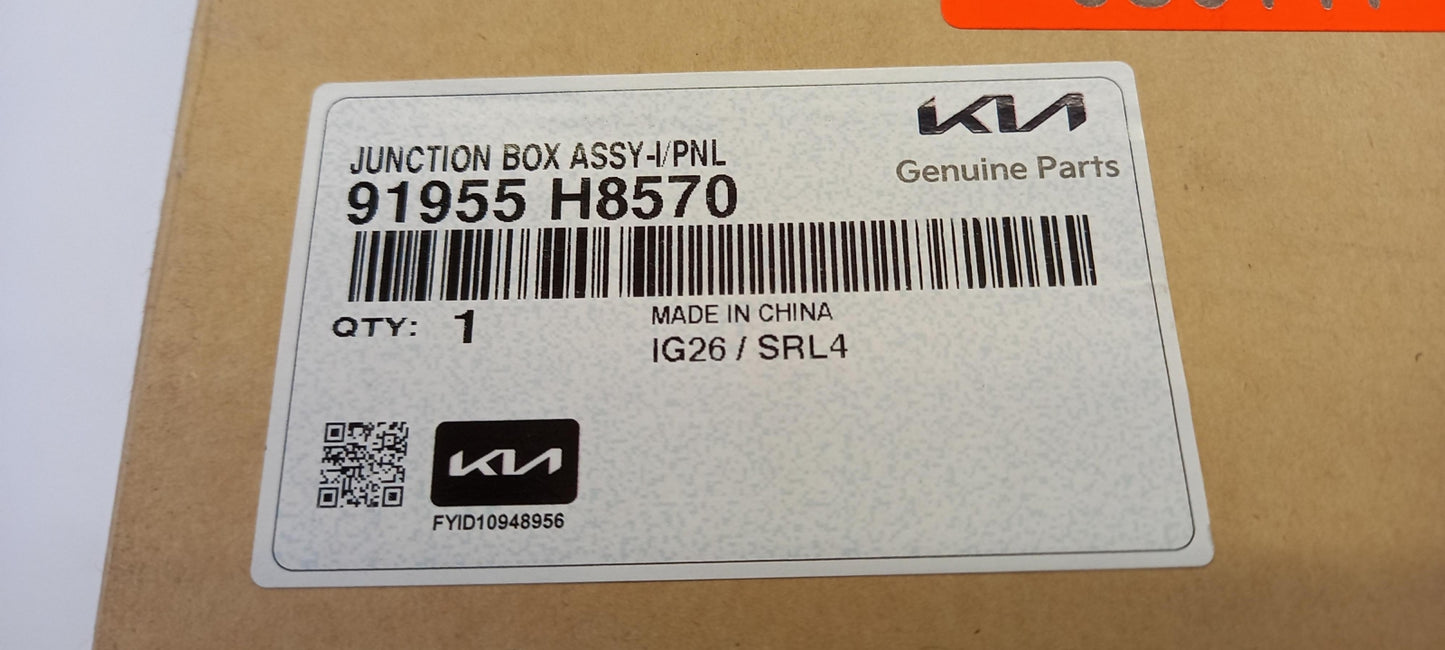 KIA
Genuine Parts
JUNCTION BOX ASSY-I/PNL
91955 H8570
QTY: 1
MADE IN CHINA
IG26 / SRL4
KIA
FYID10948956